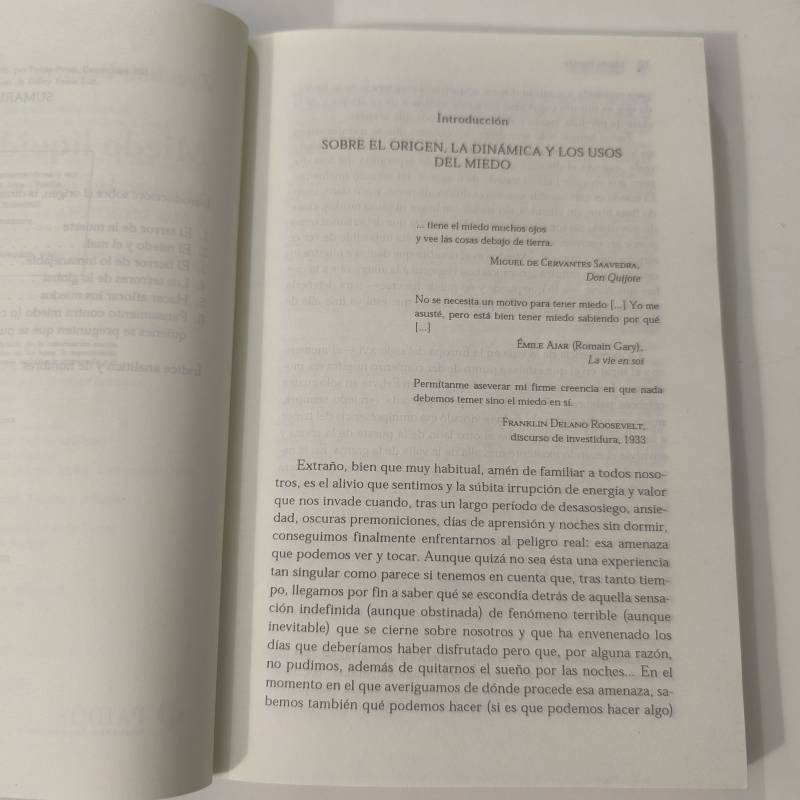 Introducción
SOBRE EL ORIGEN, LA DINÁMICA Y LOS USOS
DEL MIEDO
... tiene el miedo muchos ojos
y vee las cosas debajo de tierra.
MIGUEL DE CERVANTES SAAVEDRA,
Don Quijote
No se necesita un motivo para tener miedo [...] Yo me
asusté, pero está bien tener miedo sabiendo por qué
[...]
ÉMILE AJAR (Romain Gary),
La vie en soi
Permítanme aseverar mi firme creencia en que nada
debemos temer sino el miedo en sí.
FRANKLIN DELANO ROOSEVELT,
discurso de investidura, 1933
Extraño, bien que muy habitual, amén de familiar a todos noso-
tros, es el alivio que sentimos y la súbita irrupción de energía y valor
que nos invade cuando, tras un largo período de desasosiego, ansie-
dad, oscuras premoniciones, días de aprensión y noches sin dormir,
conseguimos finalmente enfrentarnos al peligro real: esa amenaza
que podemos ver y tocar. Aunque quizá no sea ésta una experiencia
tan singular como parece si tenemos en cuenta que, tras tanto tiem-
po, llegamos por fin a saber qué se escondía detrás de aquella sensa-
ción indefinida (aunque obstinada) de fenómeno terrible (aunque
inevitable) que se cierne sobre nosotros y que ha envenenado los
días que deberíamos haber disfrutado pero que, por alguna razón,
no pudimos, además de quitarnos el sueño por las noches... En el
momento en el que averiguamos de dónde procede esa amenaza, sa-
bemos también qué podemos hacer (si es que podemos hacer algo)